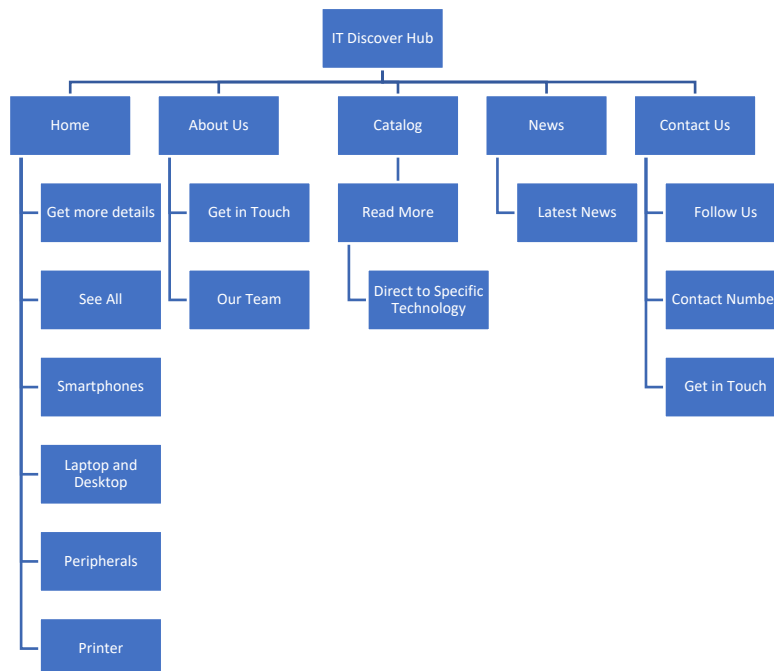 IT Discover Hub
Home
About Us
Catalog
News
Contact Us
Get more details
Get in Touch
Read More
Latest News
Follow Us
See All
Our Team
Direct to Specific
Technology
Contact Numbe
Smartphones
Get in Touch
Laptop and
Desktop
Peripherals
Printer